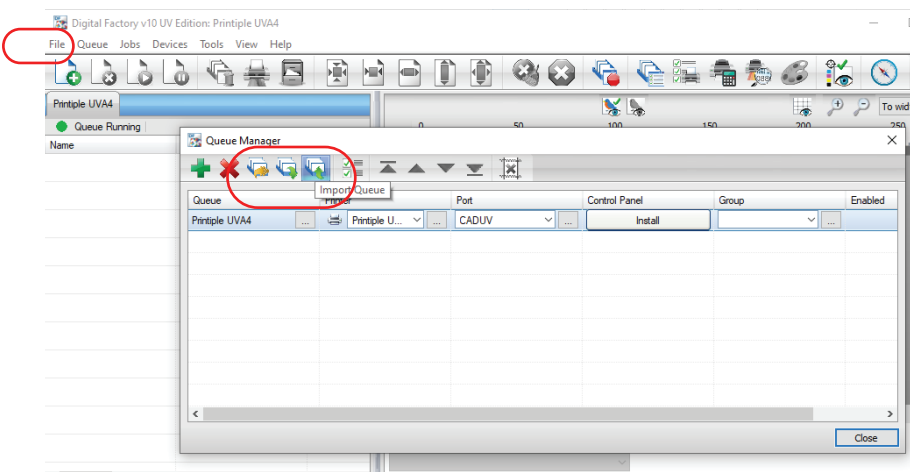 Digital Factory v10 UV Edition: Printiple UVA4
File Queue Jobs Devices Tools View Help
Printiple UVA4
To wid
Queue Running
0 50 100 150 200 250
Name
Queue Manager
Import Queue
Queue Printer Port Control Panel Group Enabled
Printiple UVA4 ... Printiple U... ... CADUV ... Install ...
Close